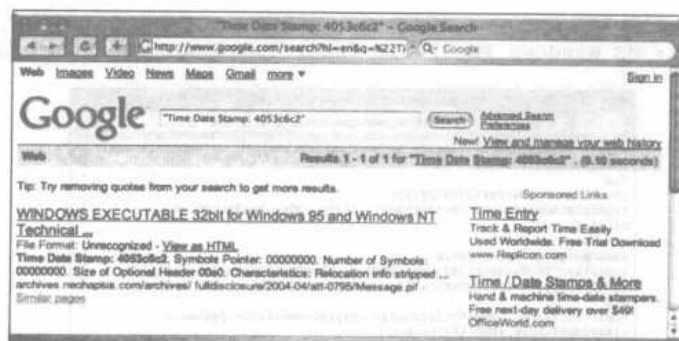 "Time Date Stamp: 4053c6c2" - Google Search
http://www.google.com/search?hl=en&q=%22Ti
Q- Google
Web Images Video News Maps Gmail more ▼
Sign in
Google
"Time Date Stamp: 4053c6c2"
Search
Advanced Search
Preferences
New! View and manage your web history
Web
Results 1 - 1 of 1 for "Time Date Stamp: 4053c6c2". (0.10 seconds)
Tip: Try removing quotes from your search to get more results.
Sponsored Links
WINDOWS EXECUTABLE 32bit for Windows 95 and Windows NT
Technical ...
File Format: Unrecognized - View as HTML
Time Date Stamp: 4053c6c2. Symbols Pointer: 00000000. Number of Symbols
00000000. Size of Optional Header 00e0. Characteristics: Relocation info stripped ...
archives.neohapsis.com/archives/ fulldisclosure/2004-04/att-0795/Message.pif
Similar pages
Time Entry
Track & Report Time Easily
Used Worldwide. Free Trial Download
www.Replicon.com
Time / Date Stamps & More
Hand & machine time-date stampers.
Free next-day delivery over $49!
OfficeWorld.com